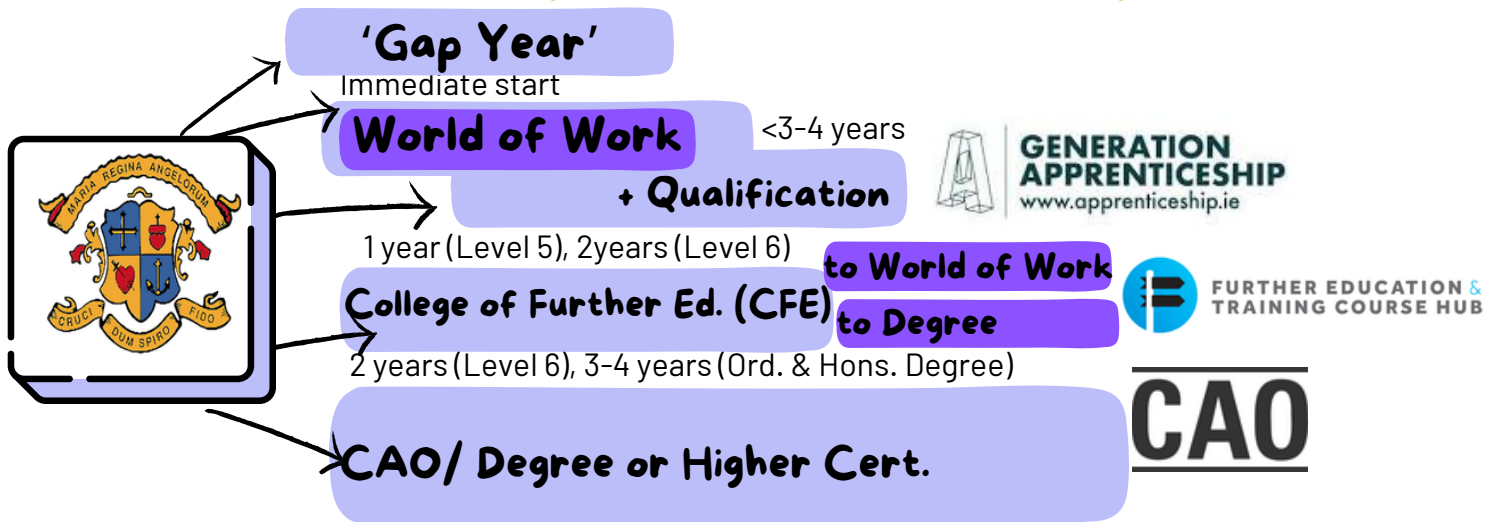 'Gap Year'
Immediate start
World of Work
<3-4 years
+ Qualification
GENERATION
APPRENTICESHIP
www.apprenticeship.ie
MARIA REGINA ANGELORUM
CRUCI DUM SPIRO FIDO
1 year (Level 5), 2years (Level 6)
to World of Work
College of Further Ed. (CFE)
to Degree
FURTHER EDUCATION &
TRAINING COURSE HUB
2 years (Level 6), 3-4 years (Ord. & Hons. Degree)
CAO/ Degree or Higher Cert.
CAO